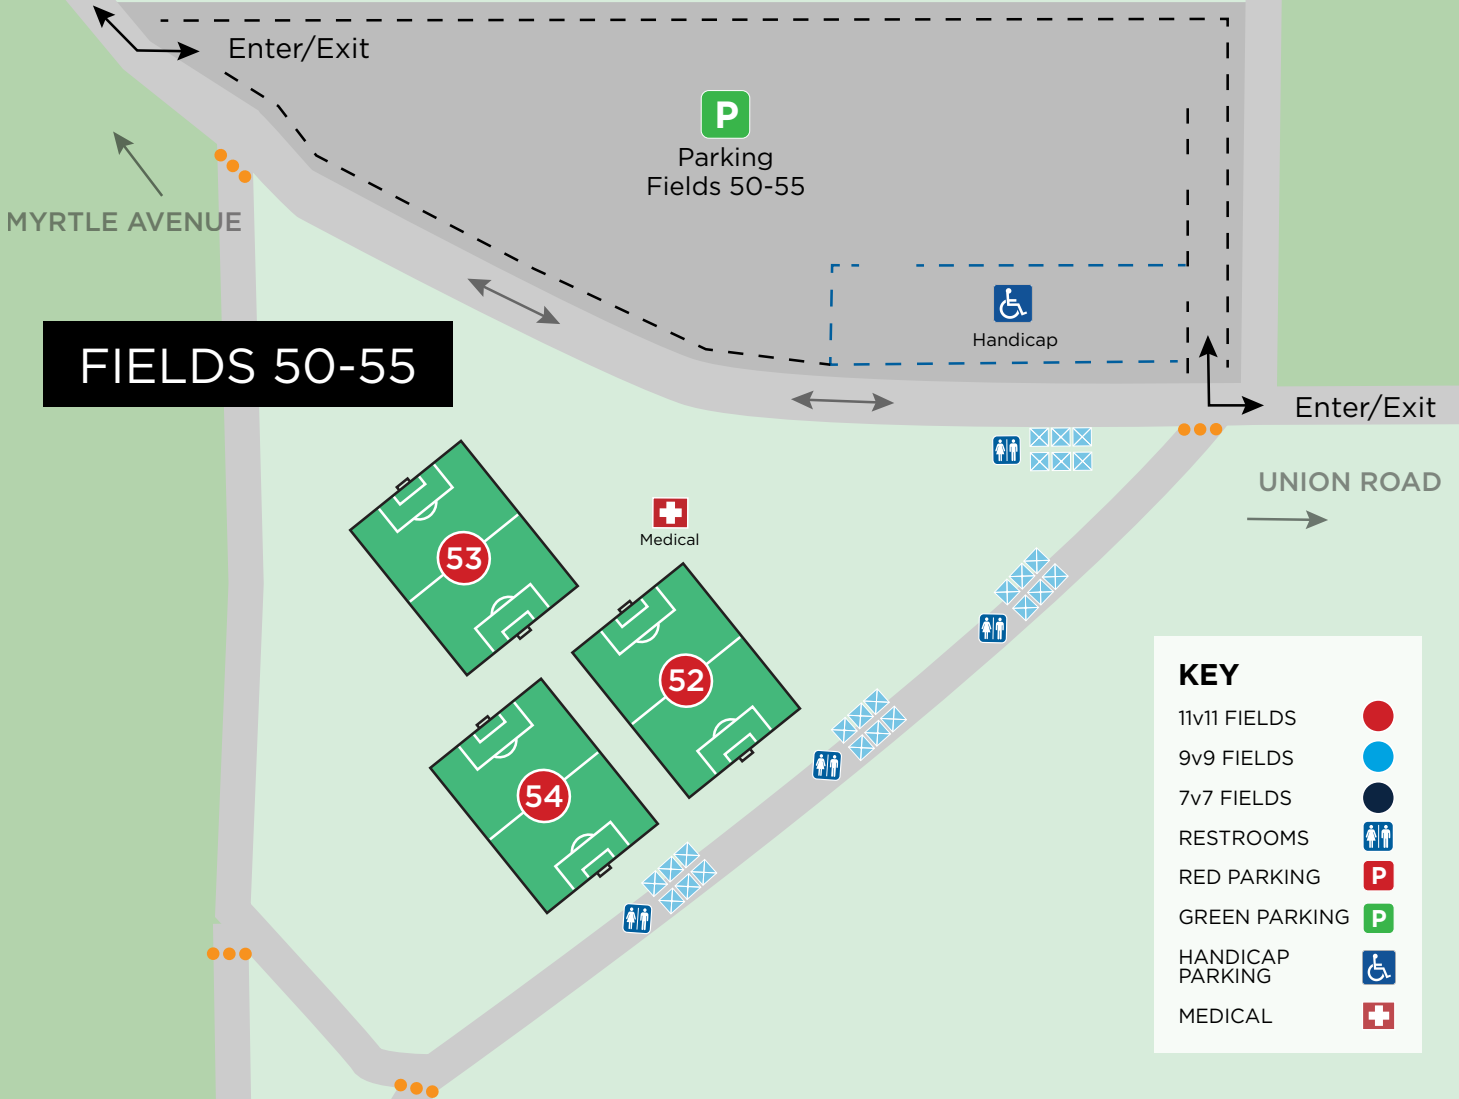 Enter/Exit
P
Parking
Fields 50-55
MYRTLE AVENUE
Handicap
FIELDS 50-55
Enter/Exit
UNION ROAD
53
Medical
52
54
KEY
11v11 FIELDS
9v9 FIELDS
7v7 FIELDS
RESTROOMS
RED PARKING P
GREEN PARKING P
HANDICAP
PARKING
MEDICAL